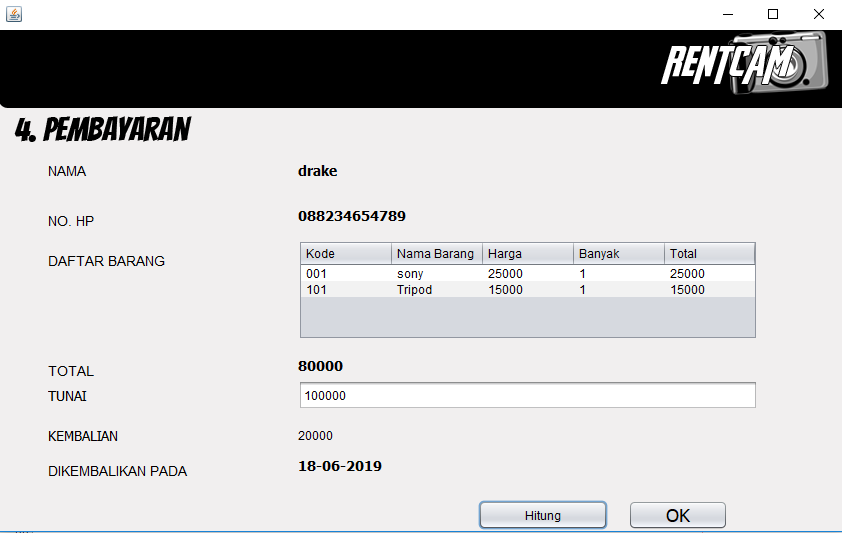 RENTCAM
4. PEMBAYARAN
NAMA drake
NO. HP 088234654789
DAFTAR BARANG
Kode Nama Barang Harga Banyak Total
001 sony 25000 1 25000
101 Tripod 15000 1 15000
TOTAL 80000
TUNAI 100000
KEMBALIAN 20000
DIKEMBALIKAN PADA 18-06-2019
Hitung OK